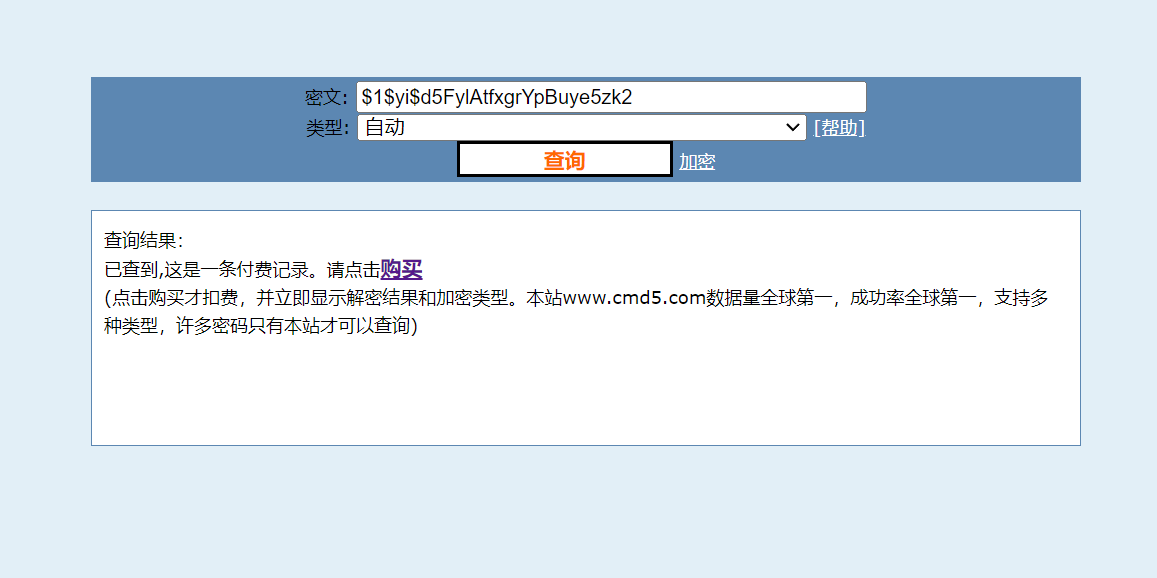 密文: $1$yi$d5FylAtfxgrYpBuye5zk2
类型: 自动 [帮助]
查询 加密
查询结果:
已查到,这是一条付费记录。请点击购买
(点击购买才扣费，并立即显示解密结果和加密类型。本站www.cmd5.com数据量全球第一，成功率全球第一，支持多
种类型，许多密码只有本站才可以查询)